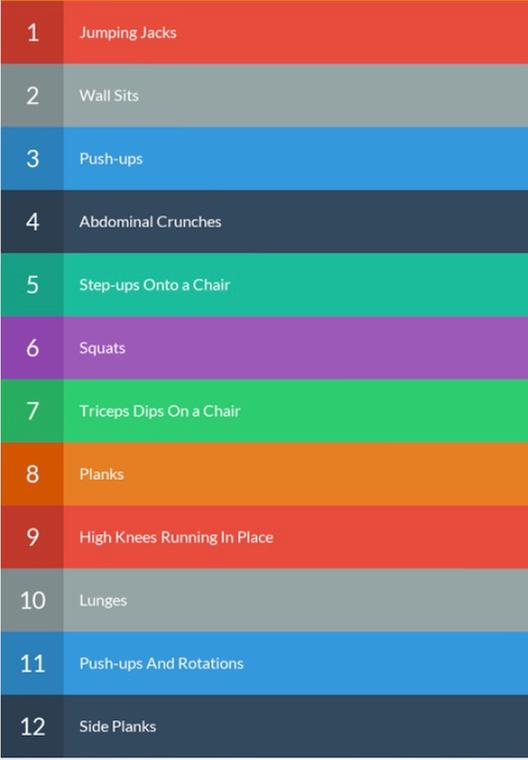 1 Jumping Jacks
2 Wall Sits
3 Push-ups
4 Abdominal Crunches
5 Step-ups Onto a Chair
6 Squats
7 Triceps Dips On a Chair
8 Planks
9 High Knees Running In Place
10 Lunges
11 Push-ups And Rotations
12 Side Planks